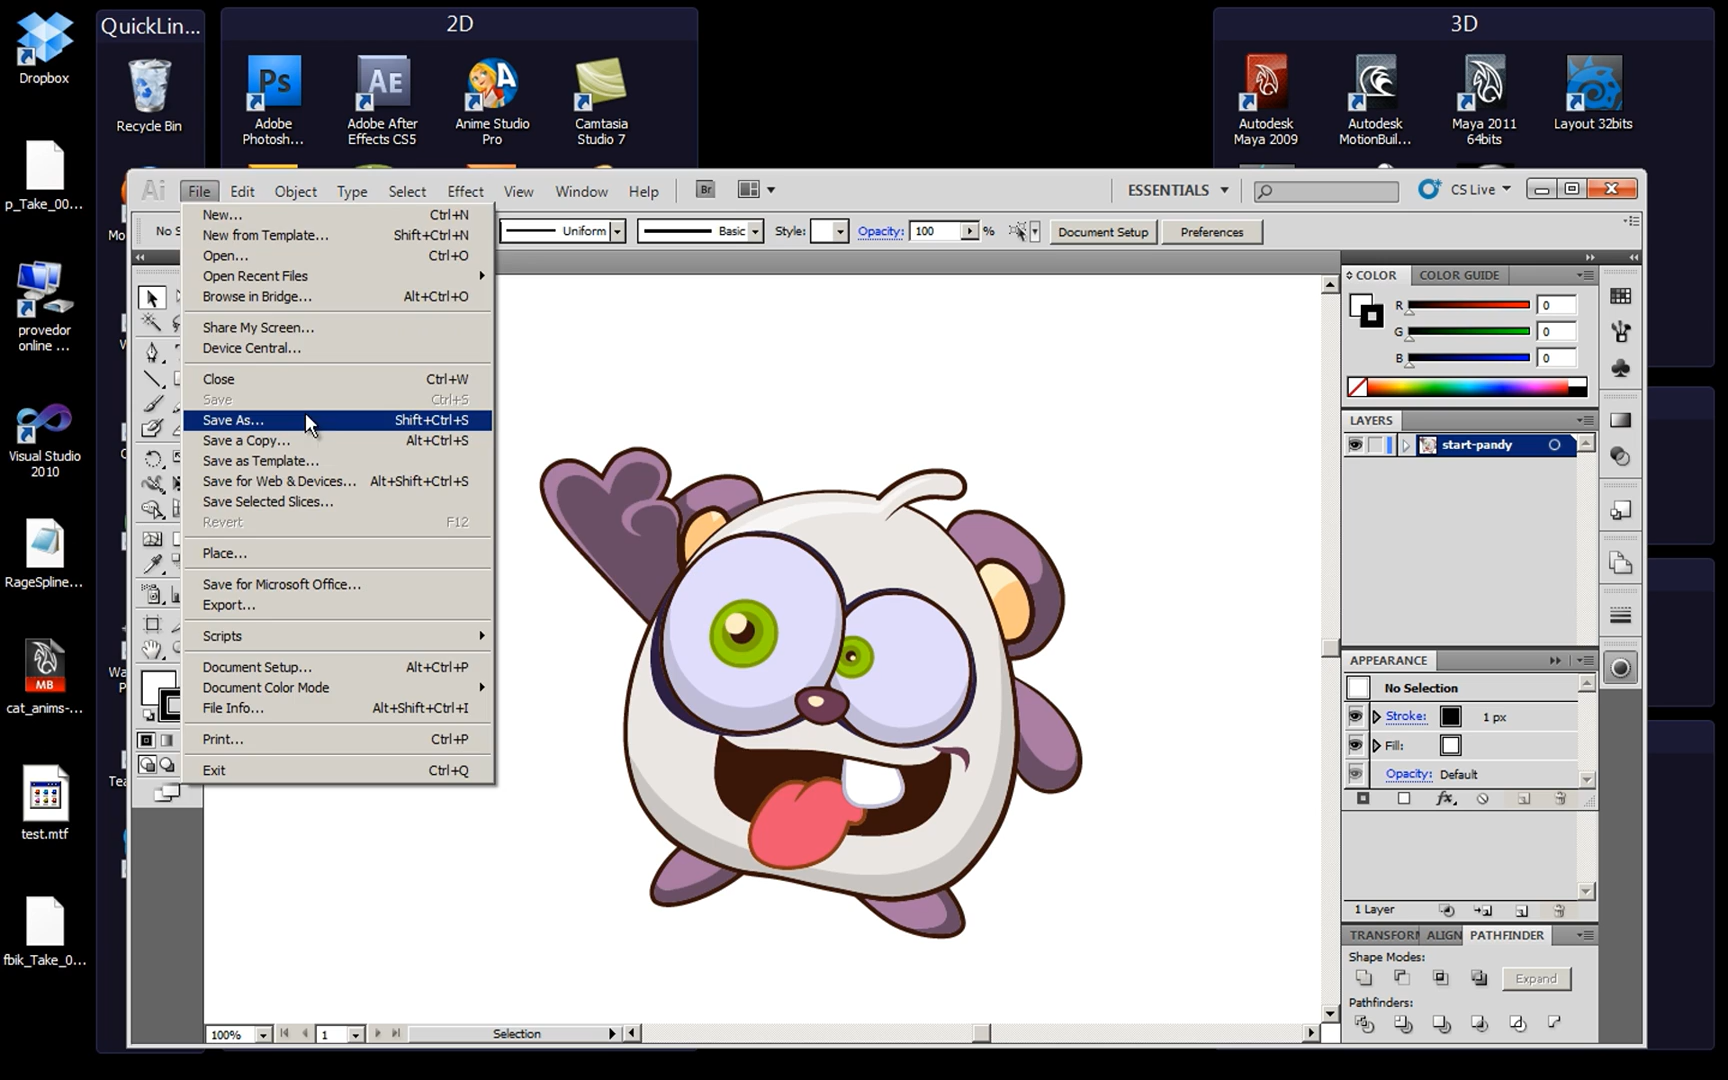 QuickLin...
2D
3D
Dropbox
Recycle Bin
Ps
Adobe
Photosh...
AE
Adobe After
Effects CS5
Anime Studio
Pro
Camtasia
Studio 7
Autodesk
Maya 2009
Autodesk
MotionBuil...
Maya 2011
64bits
Layout 32bits
p_Take_00...
provedor
online ...
Visual Studio
2010
RageSpline...
MB
cat_anims-...
test.mtf
fbik_Take_0...
Ai
File
Edit
Object
Type
Select
Effect
View
Window
Help
Br
ESSENTIALS
CS Live
No S
Uniform
Basic
Style:
Opacity:
100
%
Document Setup
Preferences
New... Ctrl+N
New from Template... Shift+Ctrl+N
Open... Ctrl+O
Open Recent Files
Browse in Bridge... Alt+Ctrl+O
Share My Screen...
Device Central...
Close Ctrl+W
Save Ctrl+S
Save As... Shift+Ctrl+S
Save a Copy... Alt+Ctrl+S
Save as Template...
Save for Web & Devices... Alt+Shift+Ctrl+S
Save Selected Slices...
Revert F12
Place...
Save for Microsoft Office...
Export...
Scripts
Document Setup... Alt+Ctrl+P
Document Color Mode
File Info... Alt+Shift+Ctrl+I
Print... Ctrl+P
Exit Ctrl+Q
COLOR
COLOR GUIDE
R 0
G 0
B 0
LAYERS
start-pandy
APPEARANCE
No Selection
Stroke: 1 px
Fill:
Opacity: Default
fx
1 Layer
TRANSFORM
ALIGN
PATHFINDER
Shape Modes:
Expand
Pathfinders:
100%
1
Selection